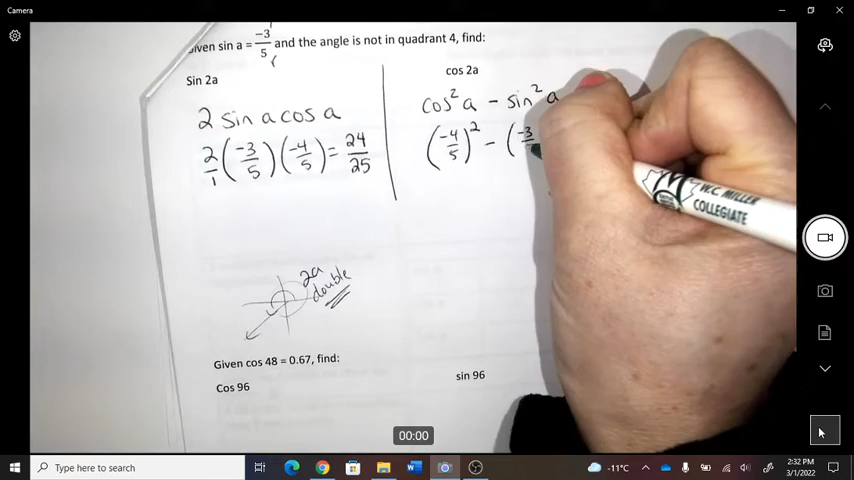 Camera
Given sin a = -3/5 and the angle is not in quadrant 4, find:
Sin 2a
cos 2a
2 sin a cos a
cos² a - sin² a
2/1 (-3/5) (-4/5) = 24/25
(-4/5)² - (-3
W.C. MILLER
COLLEGIATE
2a
double
Given cos 48 = 0.67, find:
Cos 96
sin 96
00:00
Type here to search
-11°C
2:32 PM
3/1/2022